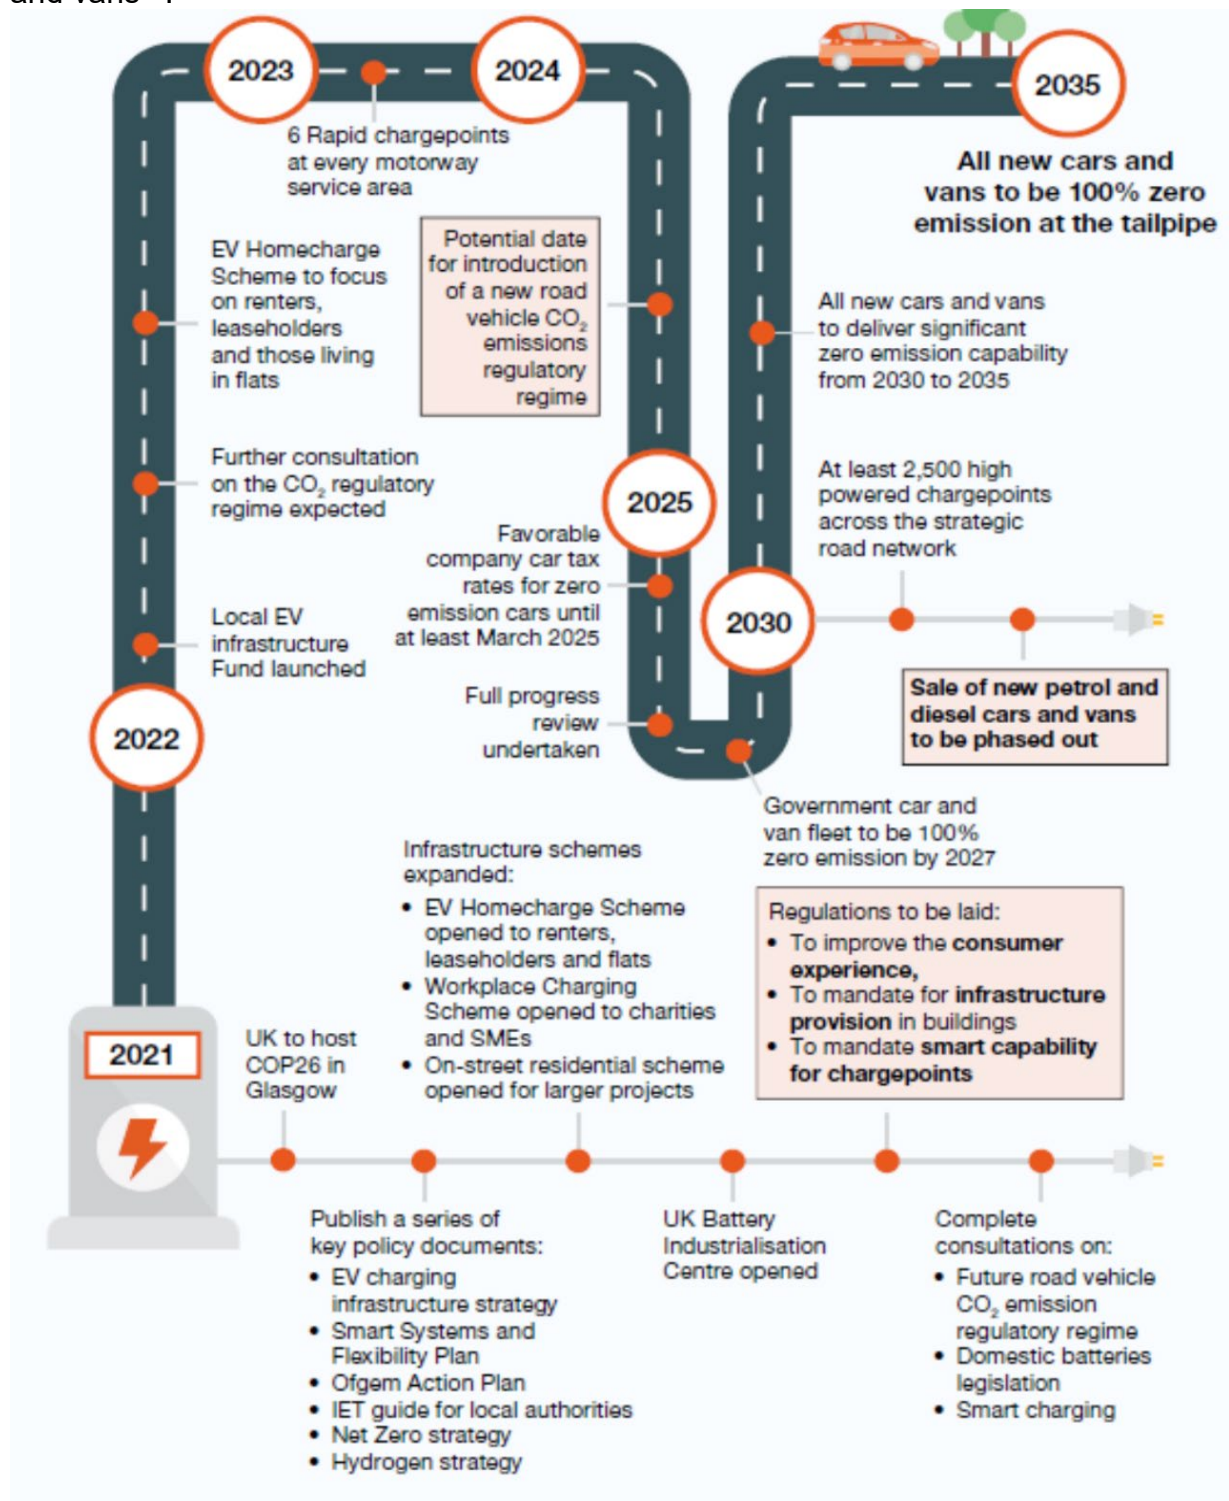 and vans
2023
2024
2035
6 Rapid chargepoints
at every motorway
service area
All new cars and
vans to be 100% zero
emission at the tailpipe
EV Homecharge
Scheme to focus
on renters,
leaseholders
and those living
in flats
Potential date
for introduction
of a new road
vehicle CO₂
emissions
regulatory
regime
All new cars and vans
to deliver significant
zero emission capability
from 2030 to 2035
Further consultation
on the CO₂ regulatory
regime expected
2025
At least 2,500 high
powered chargepoints
across the strategic
road network
Favorable
company car tax
rates for zero
emission cars until
at least March 2025
2030
Local EV
infrastructure
Fund launched
Sale of new petrol and
diesel cars and vans
to be phased out
2022
Full progress
review
undertaken
Government car and
van fleet to be 100%
zero emission by 2027
Infrastructure schemes
expanded:
• EV Homecharge Scheme
opened to renters,
leaseholders and flats
• Workplace Charging
Scheme opened to charities
and SMEs
• On-street residential scheme
opened for larger projects
Regulations to be laid:
• To improve the consumer
experience,
• To mandate for infrastructure
provision in buildings
• To mandate smart capability
for chargepoints
2021
UK to host
COP26 in
Glasgow
Publish a series of
key policy documents:
• EV charging
infrastructure strategy
• Smart Systems and
Flexibility Plan
• Ofgem Action Plan
• IET guide for local authorities
• Net Zero strategy
• Hydrogen strategy
UK Battery
Industrialisation
Centre opened
Complete
consultations on:
• Future road vehicle
CO₂ emission
regulatory regime
• Domestic batteries
legislation
• Smart charging